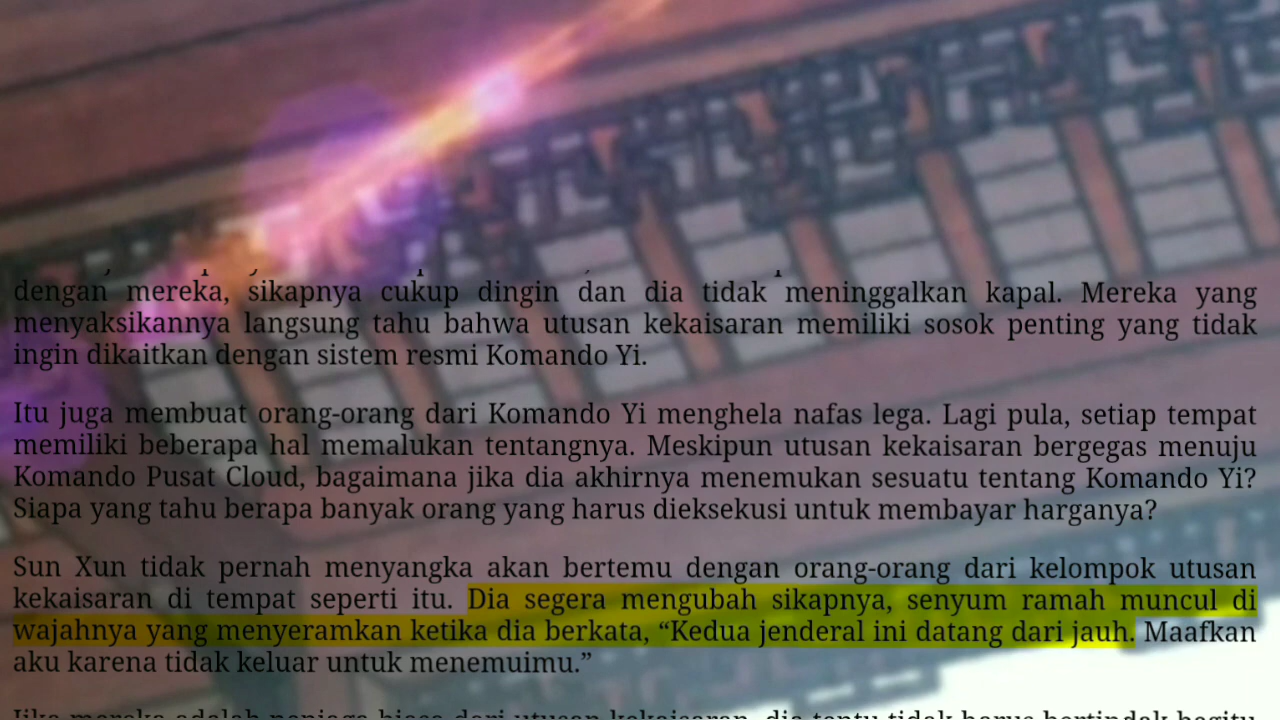 dengan mereka, sikapnya cukup dingin dan dia tidak meninggalkan kapal. Mereka yang
menyaksikannya langsung tahu bahwa utusan kekaisaran memiliki sosok penting yang tidak
ingin dikaitkan dengan sistem resmi Komando Yi.
Itu juga membuat orang-orang dari Komando Yi menghela nafas lega. Lagi pula, setiap tempat
memiliki beberapa hal memalukan tentangnya. Meskipun utusan kekaisaran bergegas menuju
Komando Pusat Cloud, bagaimana jika dia akhirnya menemukan sesuatu tentang Komando Yi?
Siapa yang tahu berapa banyak orang yang harus dieksekusi untuk membayar harganya?
Sun Xun tidak pernah menyangka akan bertemu dengan orang-orang dari kelompok utusan
kekaisaran di tempat seperti itu. Dia segera mengubah sikapnya, senyum ramah muncul di
wajahnya yang menyeramkan ketika dia berkata, “Kedua jenderal ini datang dari jauh. Maafkan
aku karena tidak keluar untuk menemuimu.”